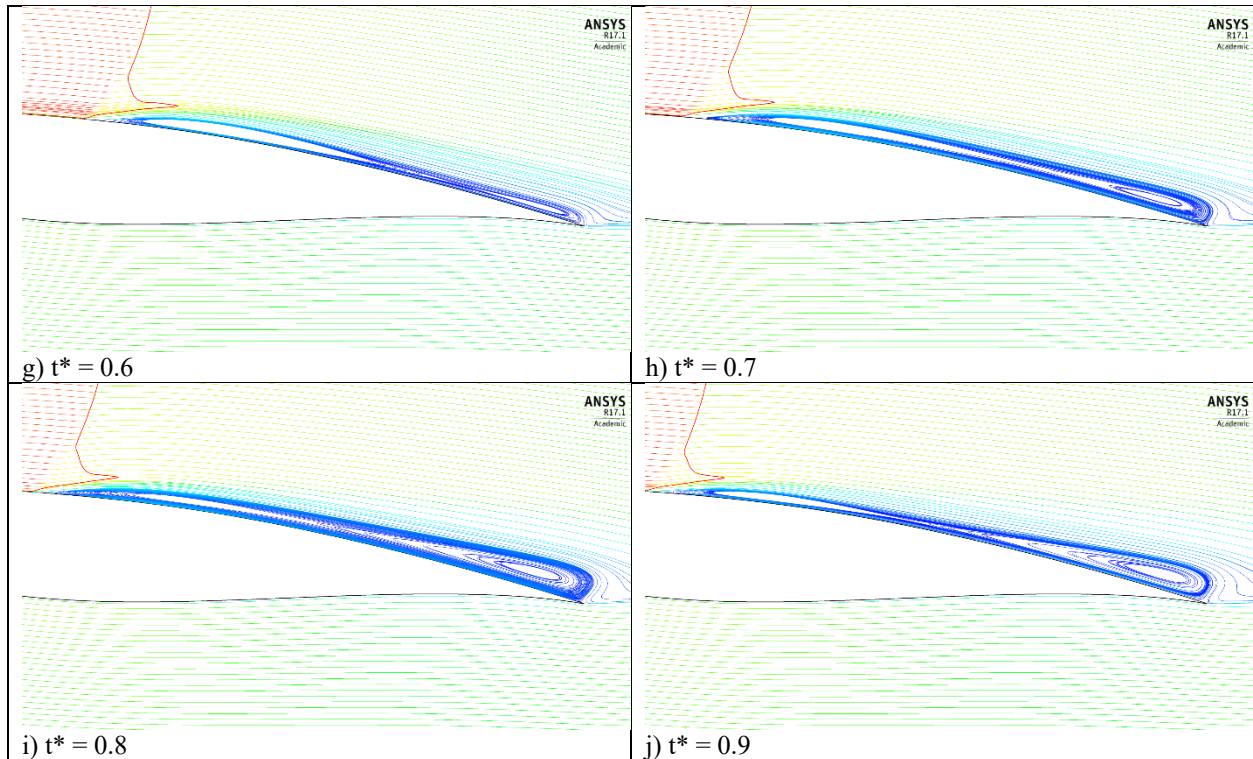 ANSYS
R17.1
Academic
g) t* = 0.6
ANSYS
R17.1
Academic
h) t* = 0.7
ANSYS
R17.1
Academic
i) t* = 0.8
ANSYS
R17.1
Academic
j) t* = 0.9